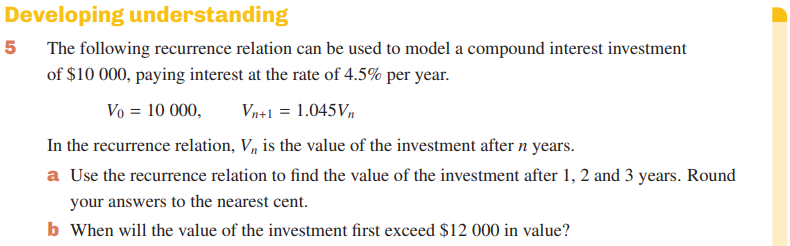 Developing understanding
5 The following recurrence relation can be used to model a compound interest investment
of $10 000, paying interest at the rate of 4.5% per year.
V₀ = 10 000, Vₙ₊₁ = 1.045Vₙ
In the recurrence relation, Vₙ is the value of the investment after n years.
a Use the recurrence relation to find the value of the investment after 1, 2 and 3 years. Round
your answers to the nearest cent.
b When will the value of the investment first exceed $12 000 in value?